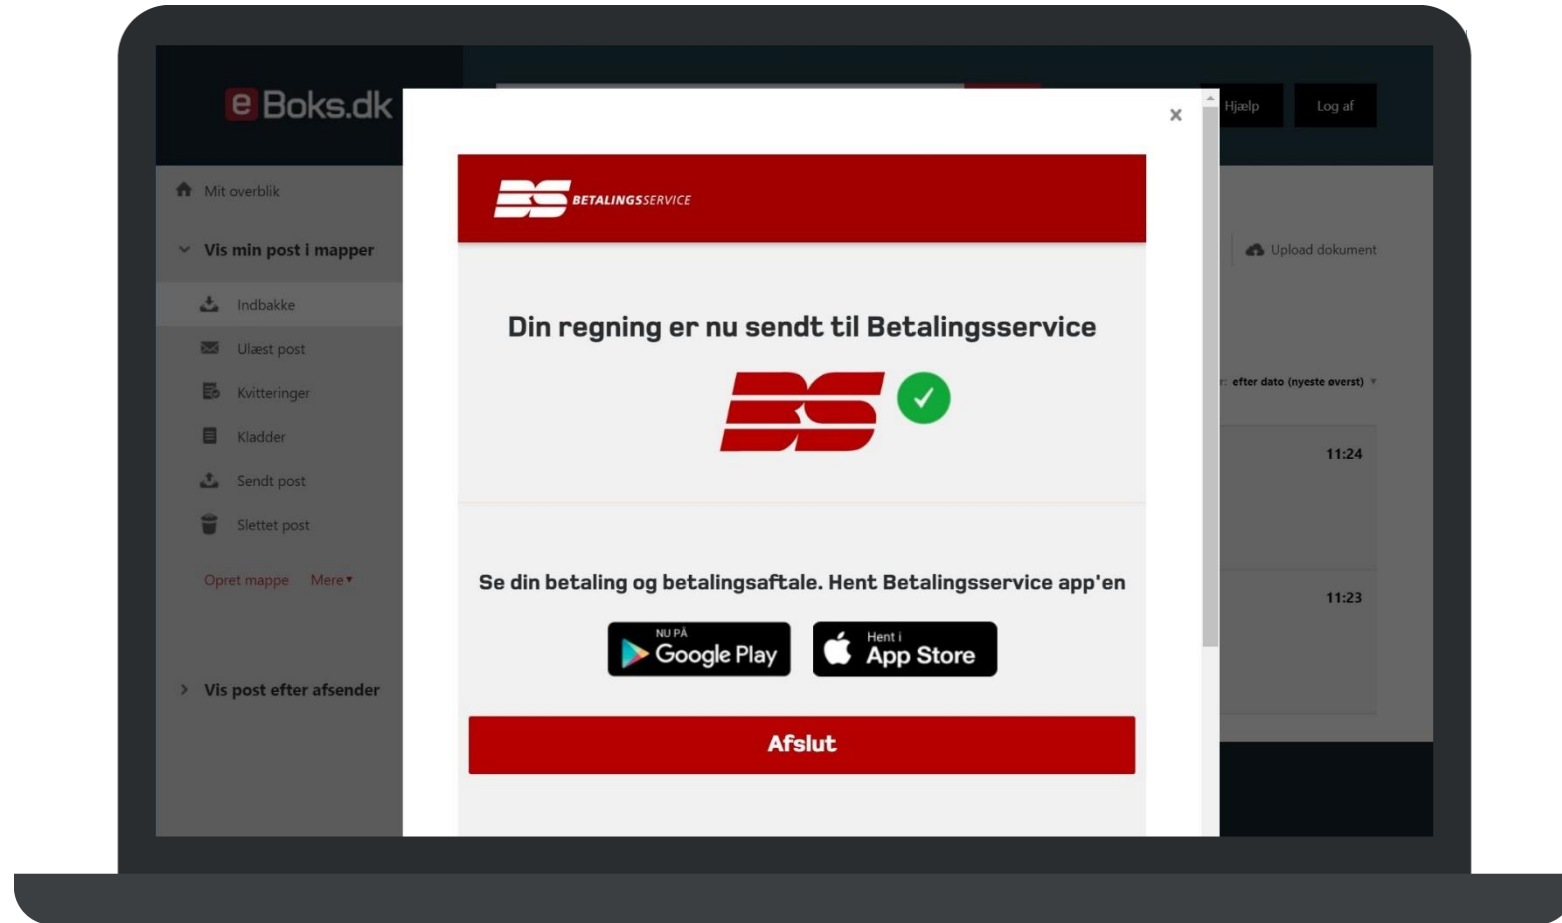 e Boks.dk
Hjælp
Log af
Mit overblik
Vis min post i mapper
Indbakke
Ulæst post
Kvitteringer
Kladder
Sendt post
Slettet post
Opret mappe Mere
Vis post efter afsender
Upload dokument
efter dato (nyeste øverst)
11:24
11:23
x
BS BETALINGSSERVICE
Din regning er nu sendt til Betalingsservice
BS
Se din betaling og betalingsaftale. Hent Betalingsservice app'en
NU PÅ
Google Play
Hent i
App Store
Afslut